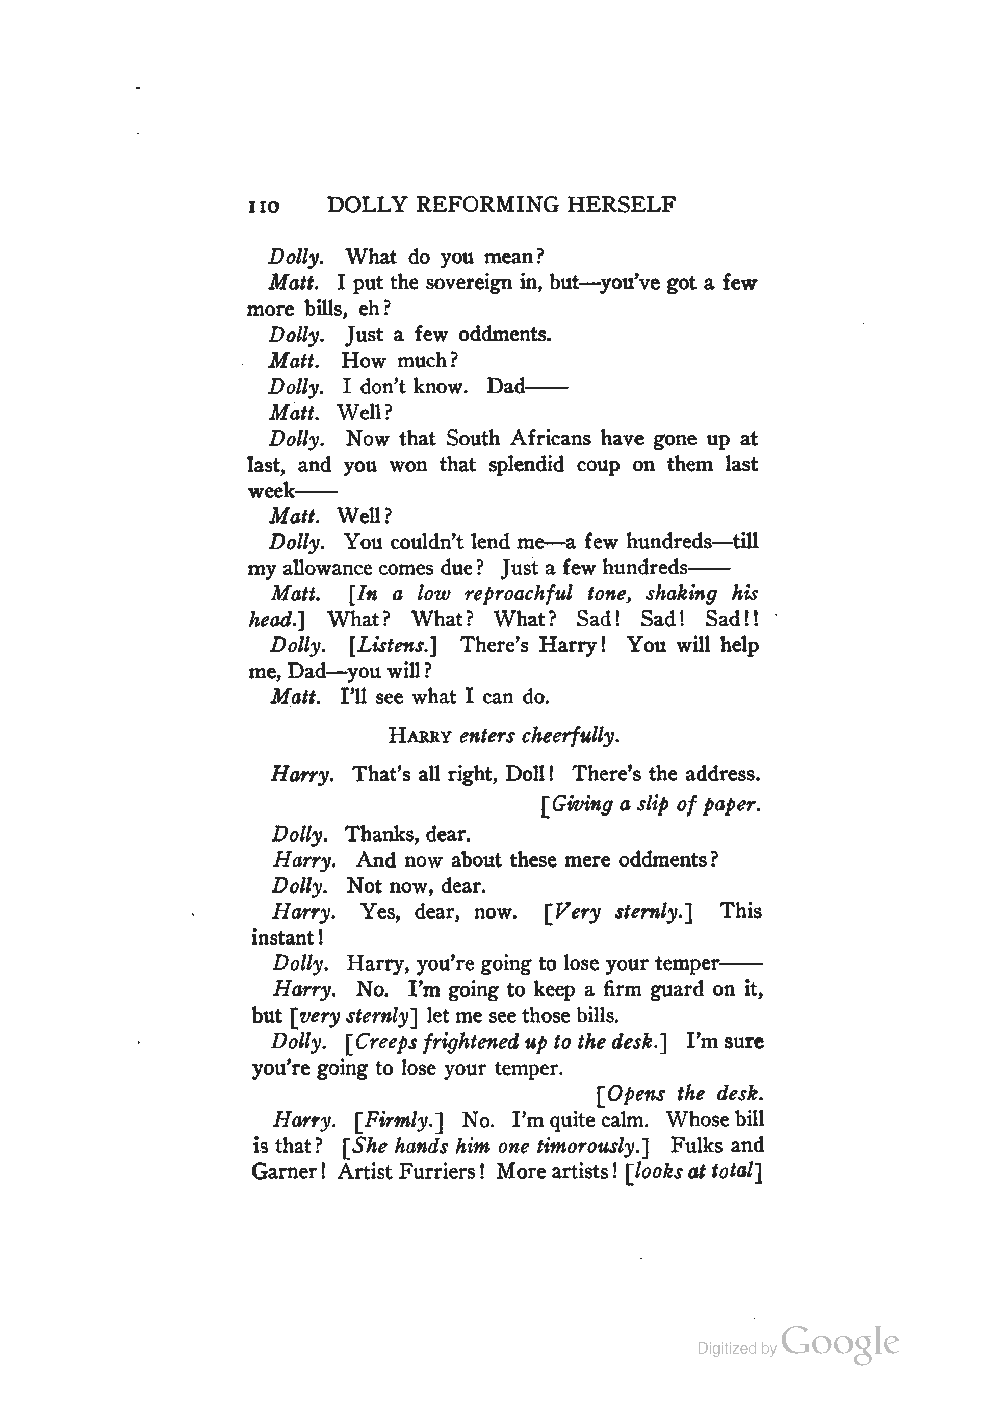 110 DOLLY REFORMING HERSELF
Dolly. What do you mean?
Matt. I put the sovereign in, but—you've got a few
more bills, eh?
Dolly. Just a few oddments.
Matt. How much?
Dolly. I don't know. Dad——
Matt. Well?
Dolly. Now that South Africans have gone up at
last, and you won that splendid coup on them last
week——
Matt. Well?
Dolly. You couldn't lend me—a few hundreds—till
my allowance comes due? Just a few hundreds——
Matt. [In a low reproachful tone, shaking his
head.] What? What? What? Sad! Sad! Sad!!
Dolly. [Listens.] There's Harry! You will help
me, Dad—you will?
Matt. I'll see what I can do.
HARRY enters cheerfully.
Harry. That's all right, Doll! There's the address.
[Giving a slip of paper.
Dolly. Thanks, dear.
Harry. And now about these mere oddments?
Dolly. Not now, dear.
Harry. Yes, dear, now. [Very sternly.] This
instant!
Dolly. Harry, you're going to lose your temper——
Harry. No. I'm going to keep a firm guard on it,
but [very sternly] let me see those bills.
Dolly. [Creeps frightened up to the desk.] I'm sure
you're going to lose your temper.
[Opens the desk.
Harry. [Firmly.] No. I'm quite calm. Whose bill
is that? [She hands him one timorously.] Fulks and
Garner! Artist Furriers! More artists! [looks at total]
Digitized by Google